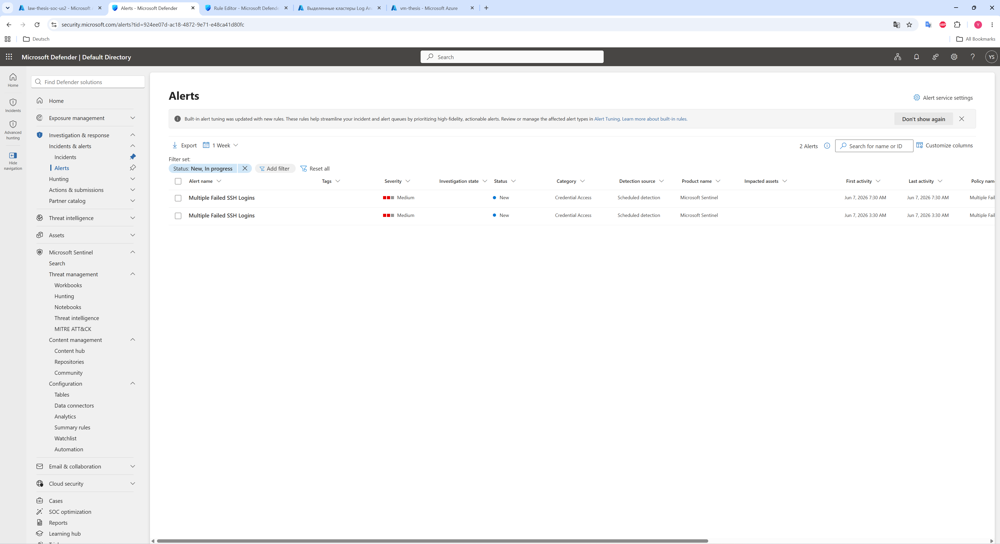 law-thesis-soc-us2 - Microsoft
Alerts - Microsoft Defender
Rule Editor - Microsoft Defende
Выделенные кластеры Log An
vm-thesis - Microsoft Azure
security.microsoft.com/alerts?tid=924ee07d-ac18-4872-9e71-e48ca41d80fc
ABP
Y
Deutsch
All Bookmarks
Microsoft Defender | Default Directory
Search
YS
Home
Incidents
Advanced
hunting
Hide
navigation
Find Defender solutions
Home
Exposure management
Investigation & response
Incidents & alerts
Incidents
Alerts
Hunting
Actions & submissions
Partner catalog
Threat intelligence
Assets
Microsoft Sentinel
Search
Threat management
Workbooks
Hunting
Notebooks
Threat intelligence
MITRE ATT&CK
Content management
Content hub
Repositories
Community
Configuration
Tables
Data connectors
Analytics
Summary rules
Watchlist
Automation
Email & collaboration
Cloud security
Cases
SOC optimization
Reports
Learning hub
Alerts
Alert service settings
Built-in alert tuning was updated with new rules. These rules help streamline your incident and alert queues by prioritizing high-fidelity, actionable alerts. Review or manage the affected alert types in Alert Tuning. Learn more about built-in rules.
Don't show again
Export
1 Week
2 Alerts
Search for name or ID
Customize columns
Filter set:
Status: New, In progress
Add filter
Reset all
Alert name Tags Severity Investigation state Status Category Detection source Product name Impacted assets First activity Last activity Policy nam
Multiple Failed SSH Logins Medium New Credential Access Scheduled detection Microsoft Sentinel Jun 7, 2026 7:30 AM Jun 7, 2026 7:30 AM Multiple Fail
Multiple Failed SSH Logins Medium New Credential Access Scheduled detection Microsoft Sentinel Jun 7, 2026 3:30 AM Jun 7, 2026 3:30 AM Multiple Fail